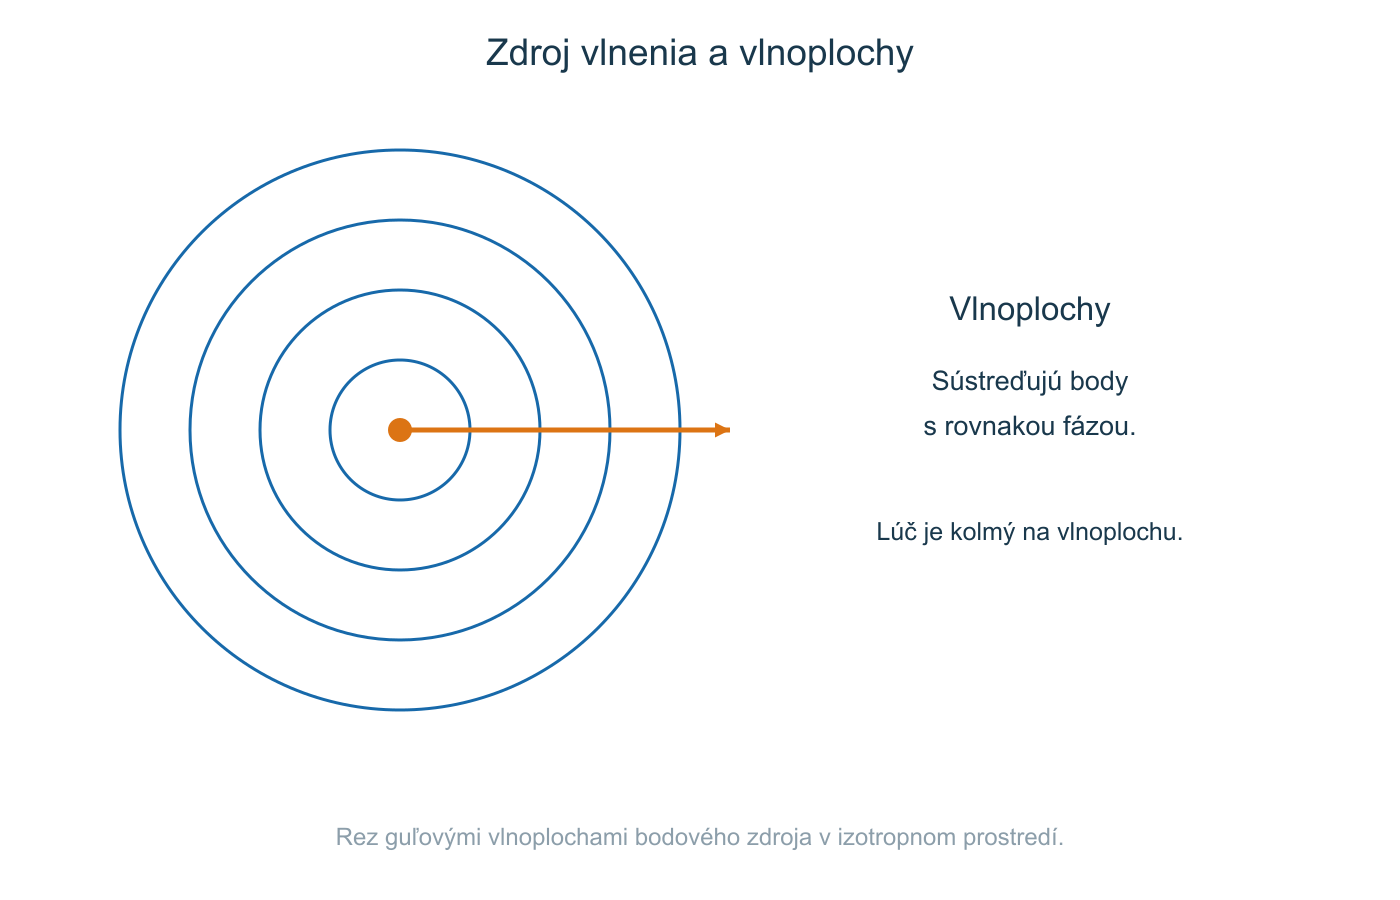 Zdroj vlnenia a vlnoplochy
Vlnoplochy
Sústreďujú body
s rovnakou fázou.
Lúč je kolmý na vlnoplochu.
Rez guľovými vlnoplochami bodového zdroja v izotropnom prostredí.